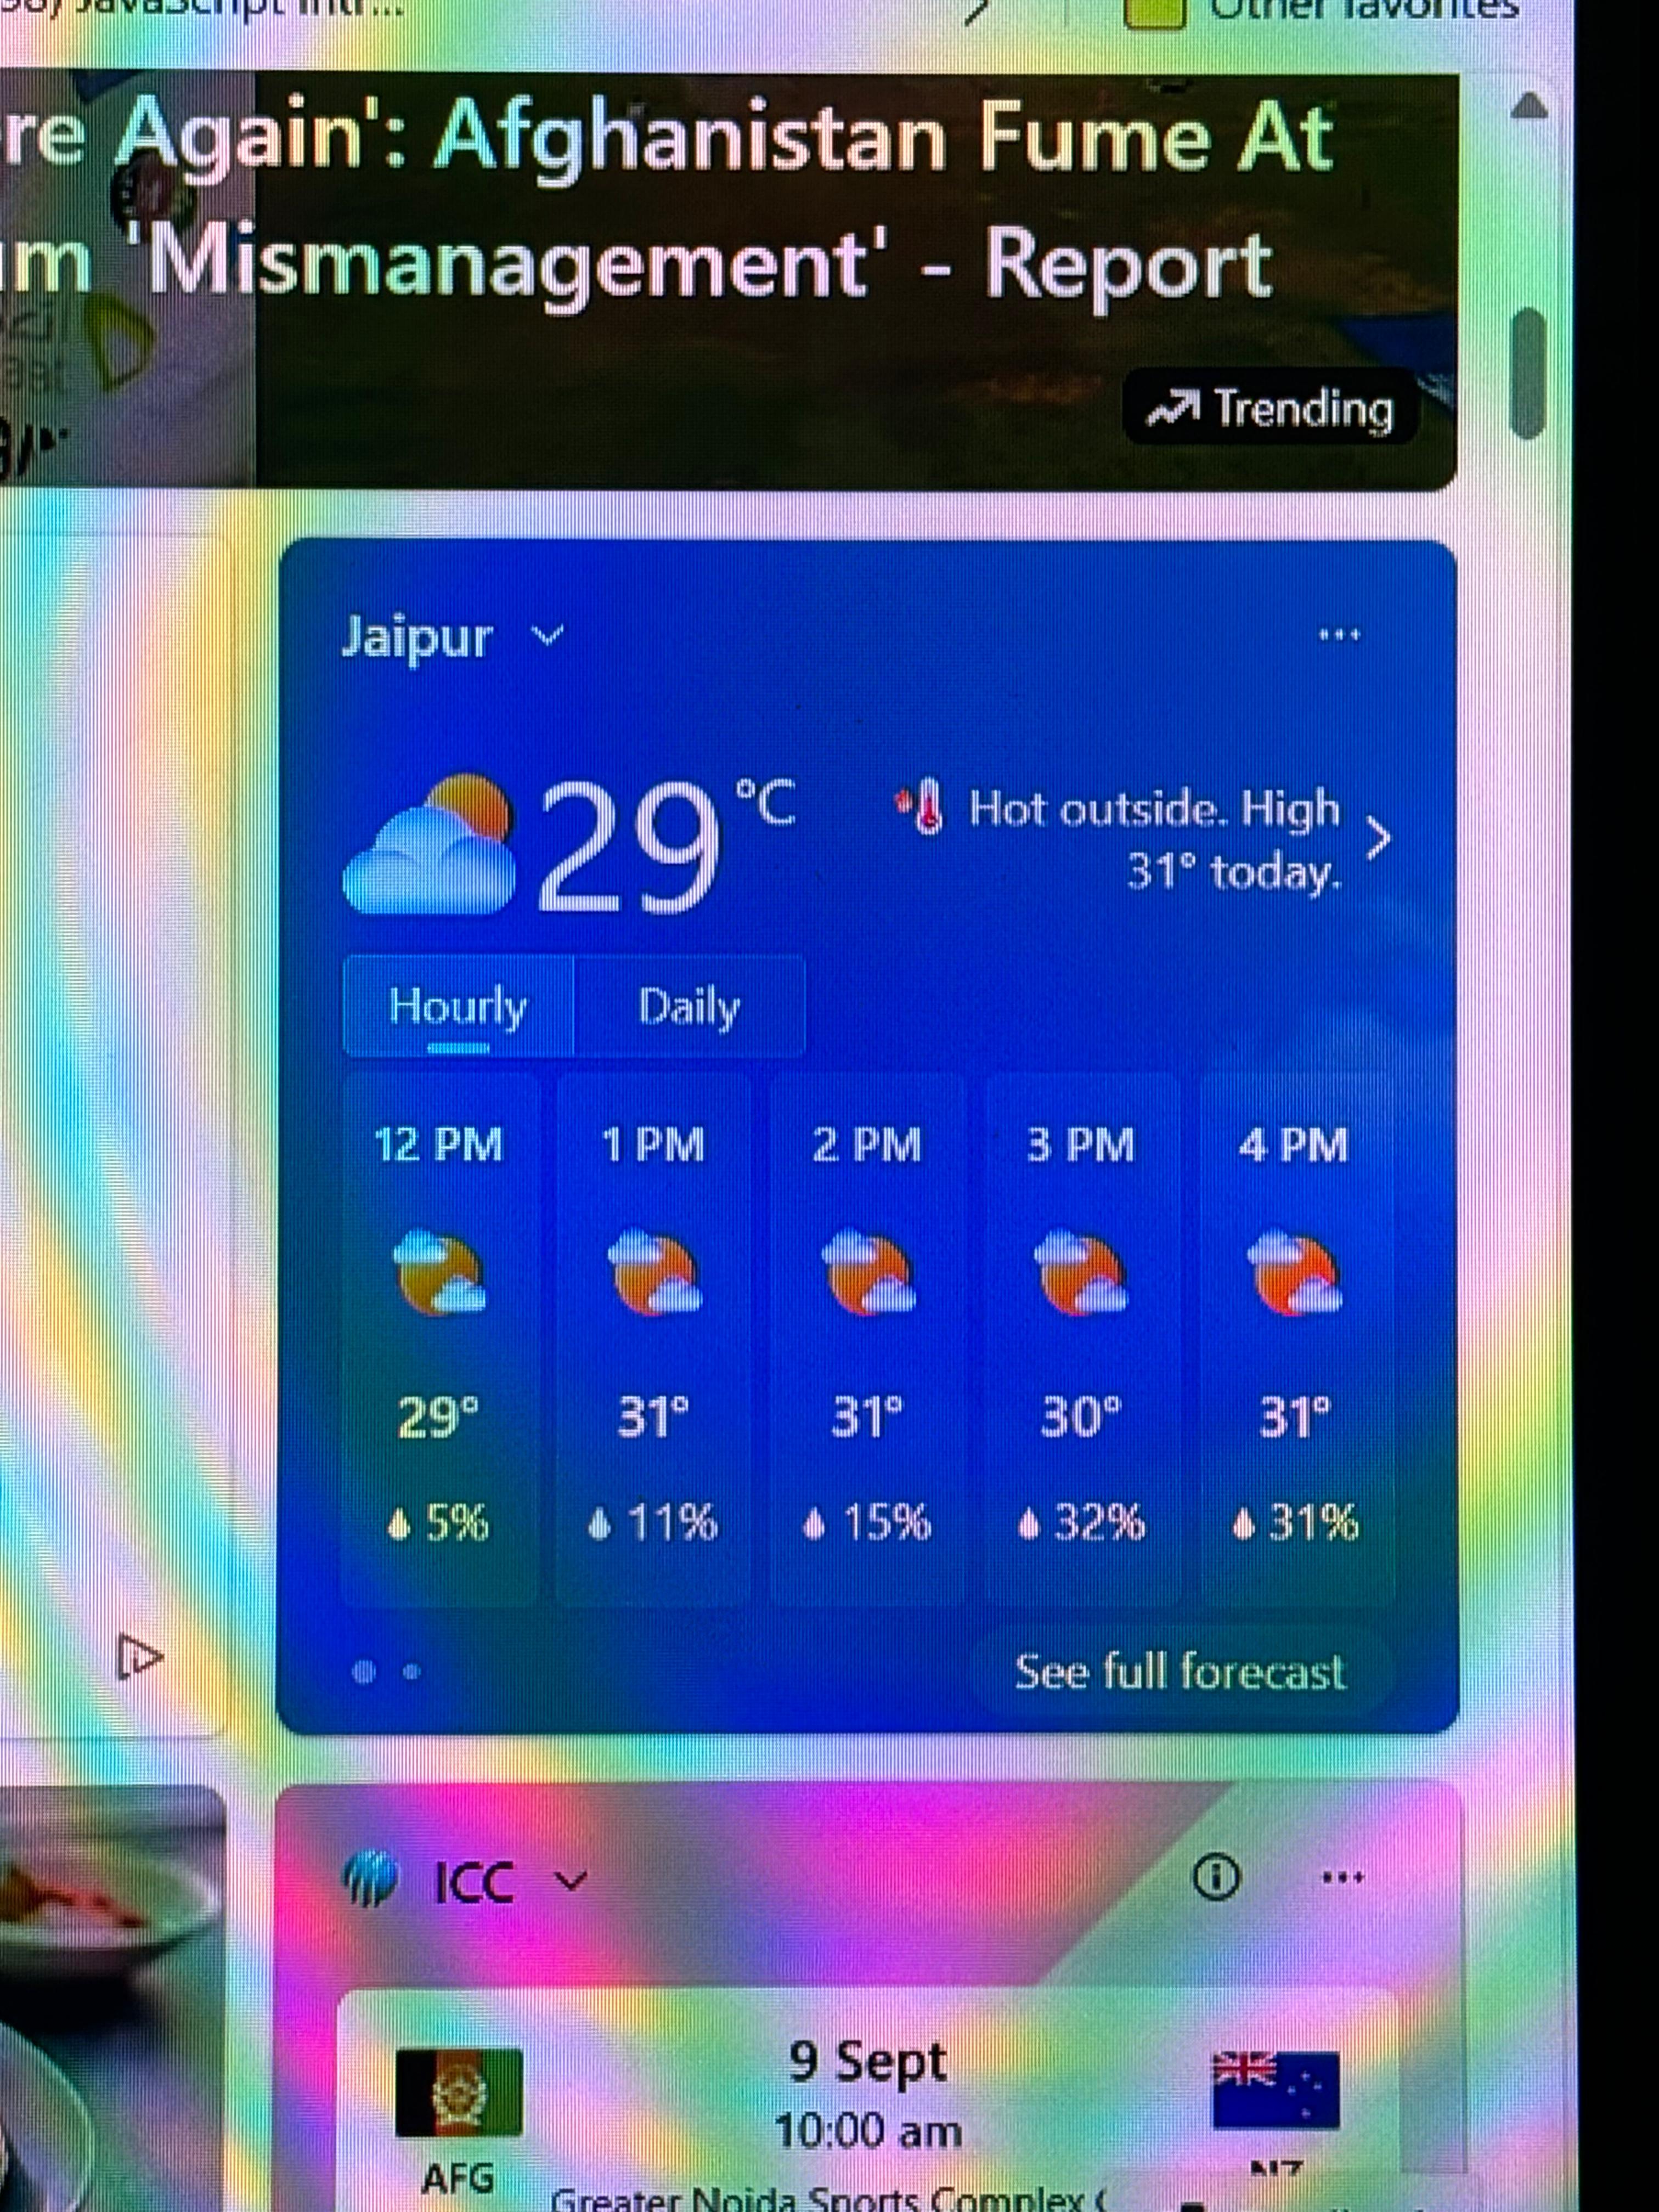 JavaScript Intr...
Other favorites
re Again': Afghanistan Fume At
'Mismanagement' - Report
Trending
Jaipur
29 °C
Hot outside. High
31° today.
Hourly Daily
12 PM 1 PM 2 PM 3 PM 4 PM
29° 31° 31° 30° 31°
5% 11% 15% 32% 31%
See full forecast
ICC
9 Sept
10:00 am
AFG NZ
Greater Noida Sports Complex